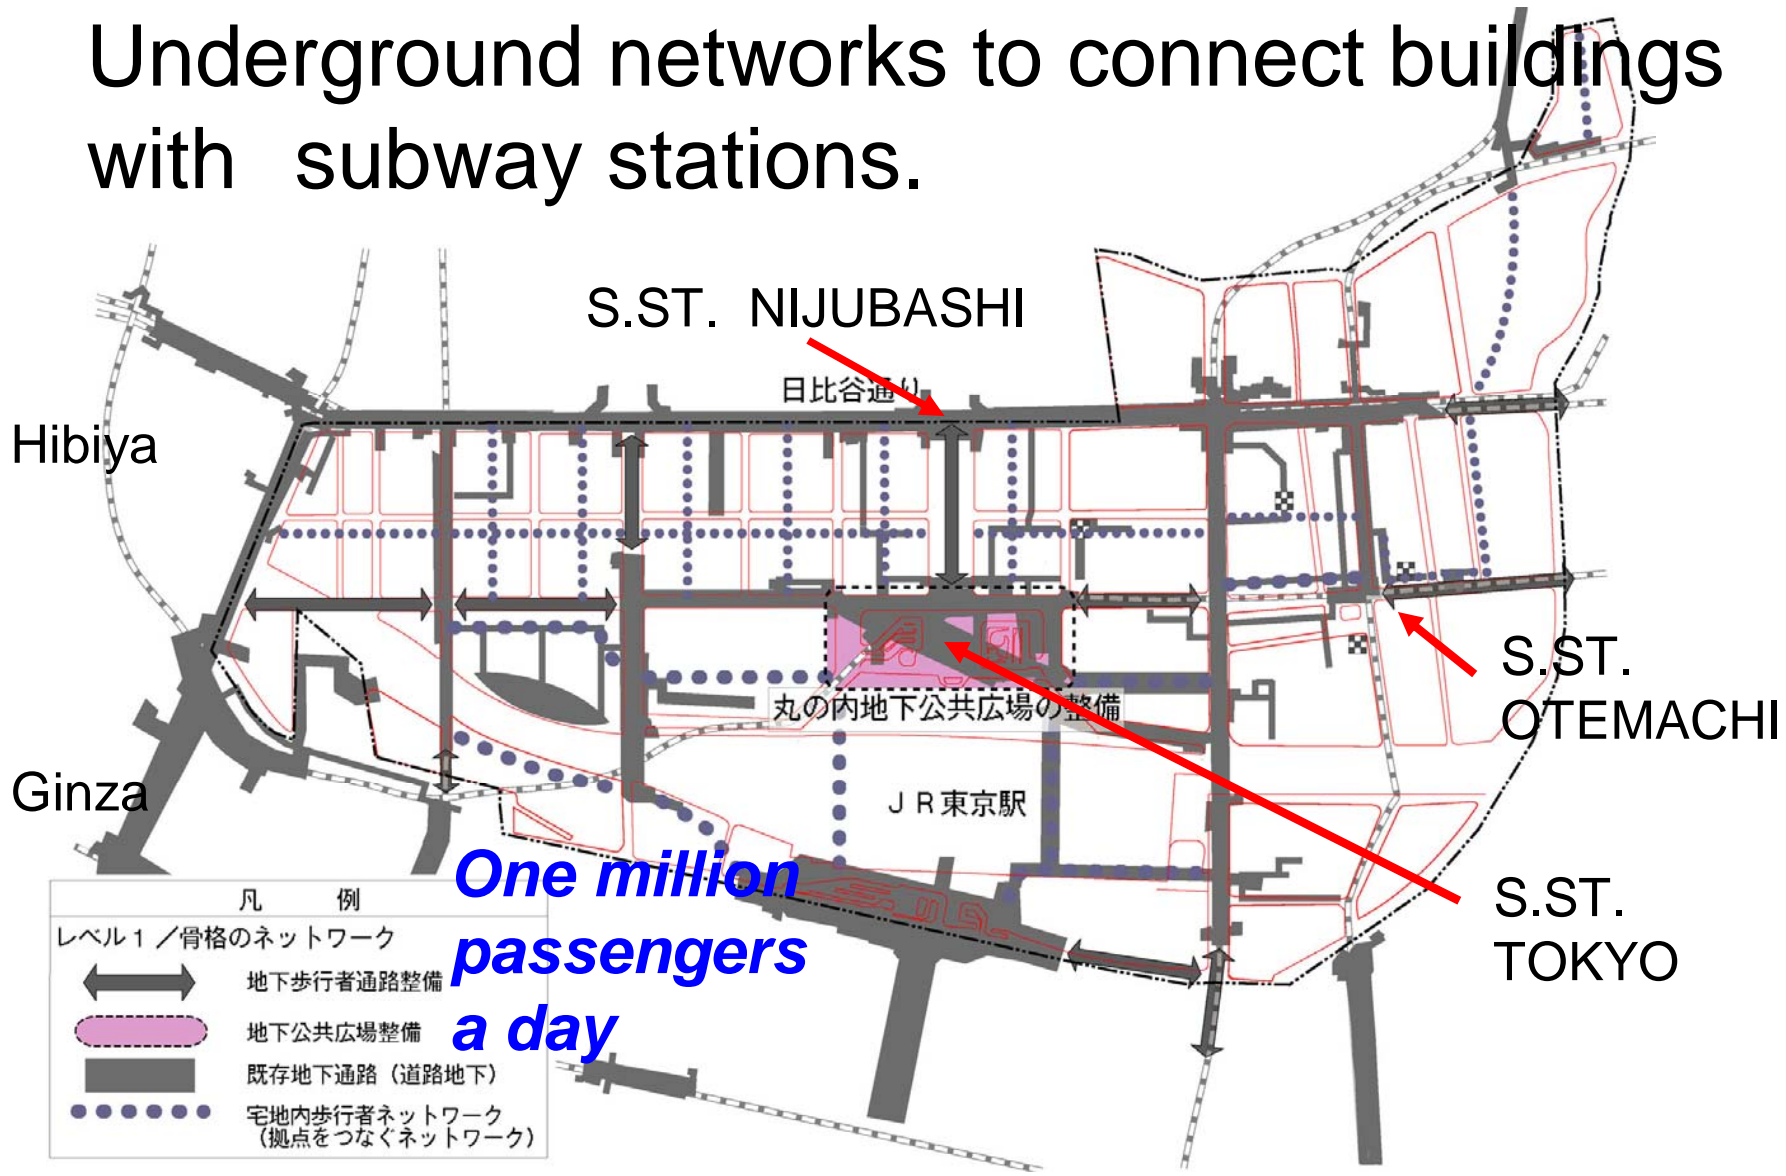 Underground networks to connect buildings
with subway stations.
S.ST. NIJUBASHI
日比谷通り
Hibiya
S.ST.
OTEMACHI
丸の内地下公共広場の整備
Ginza
JR東京駅
One million
passengers
a day
S.ST.
TOKYO
凡 例
レベル1/骨格のネットワーク
地下歩行者通路整備
地下公共広場整備
既存地下通路(道路地下)
宅地内歩行者ネットワーク
(拠点をつなぐネットワーク)